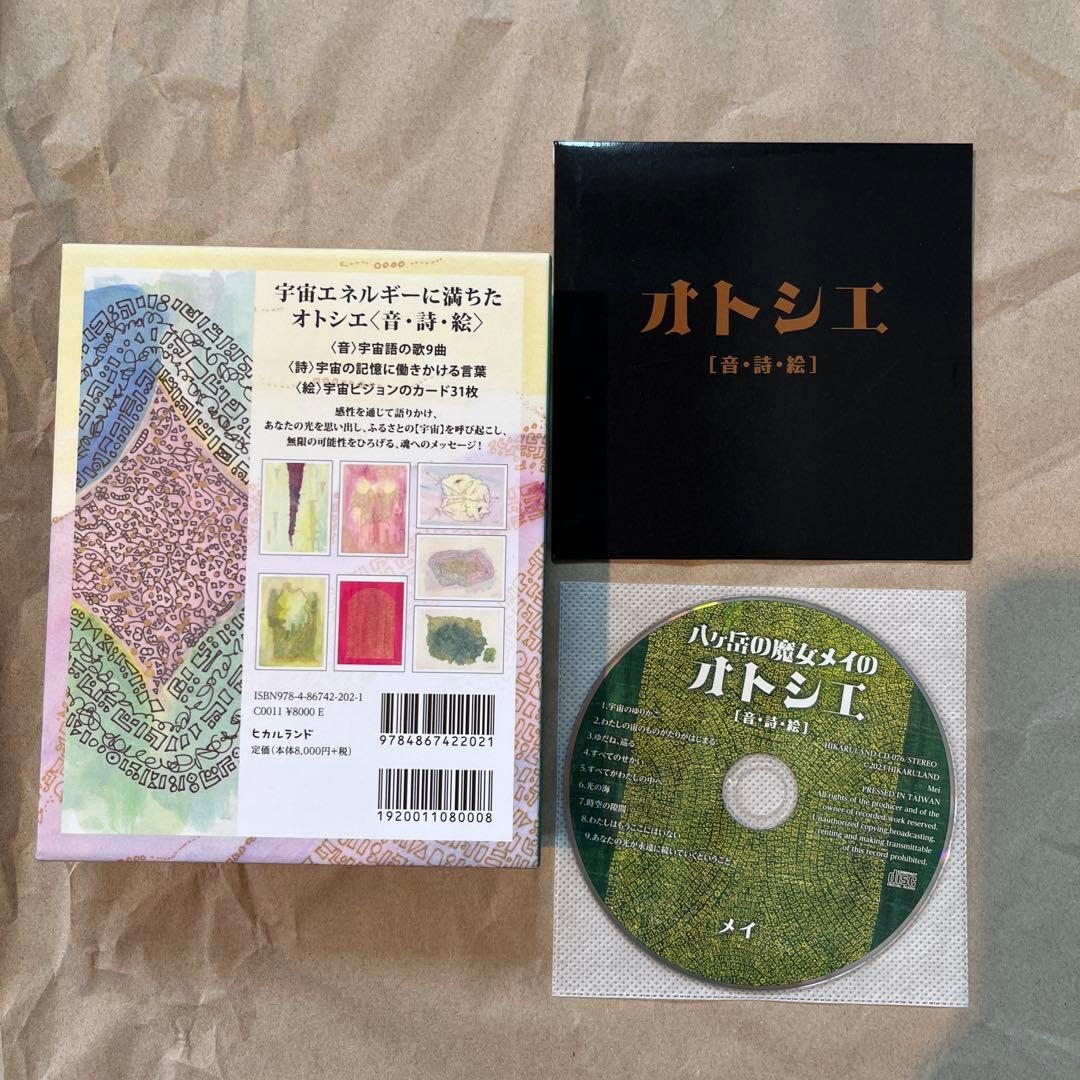 宇宙エネルギーに満ちた
オトシエ〈音・詩・絵〉
〈音〉宇宙語の歌9曲
〈詩〉宇宙の記憶に働きかける言葉
〈絵〉宇宙ビジョンのカード31枚
感性を通じて語りかけ、
あなたの光を思い出し、ふるさとの【宇宙】を呼び起こし、
無限の可能性をひろげる、魂へのメッセージ！
ISBN978-4-86742-202-1
C0011 ¥8000 E
ヒカルランド
定価(本体8,000円+税)
9784867422021
1920011080008
オトシエ
[音・詩・絵]
八ヶ岳の魔女メイの
オトシエ
[音・詩・絵]
1.宇宙のゆりかご
2.わたしの宙のものがたりがはじまる
3.ゆだね、巡る
4.すべてのせかい
5.すべてがわたしの中へ
6.光の海
7.時空の隙間
8.わたしはもうここにはいない
9.あなたの光が永遠に続いていくということ
HIKARULAND CD-076/STEREO
©2023 HIKARULAND
Mei
PRESSED IN TAIWAN
All rights of the producer and of the
owner of recorded work reserved.
Unauthorized copying,broadcasting,
renting and making transmittable
of this record prohibited.
COMPACT
disc
DIGITAL AUDIO
メイ